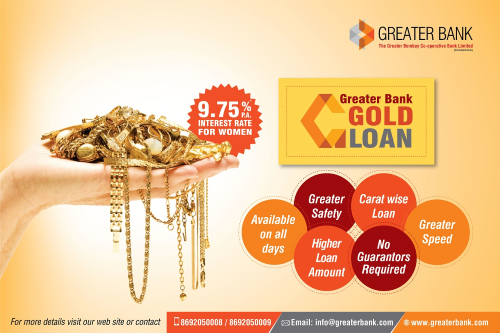 GREATER BANK
The Greater Bombay Co-operative Bank Limited
9.75% P.A.
INTEREST RATE
FOR WOMEN
Greater Bank
GOLD
LOAN
Available
on all
days
Greater
Safety
Higher
Loan
Amount
Carat wise
Loan
No
Guarantors
Required
Greater
Speed
For more details visit our web site or contact
8692050008 / 8692050009
Email: info@greaterbank.com
www.greaterbank.com